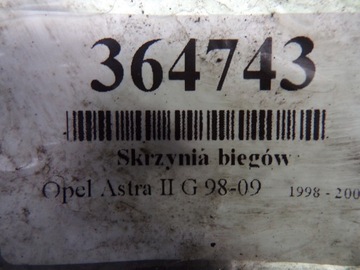 364743
Skrzynia biegów
Opel Astra II G 98-09 1998 - 200